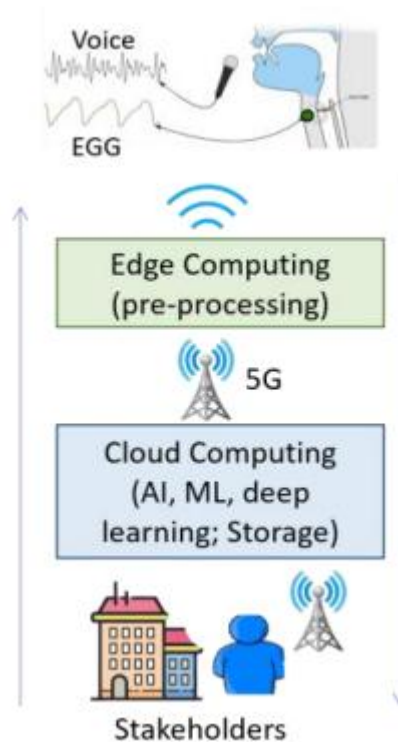 Voice
EGG
Edge Computing
(pre-processing)
5G
Cloud Computing
(AI, ML, deep
learning; Storage)
Stakeholders